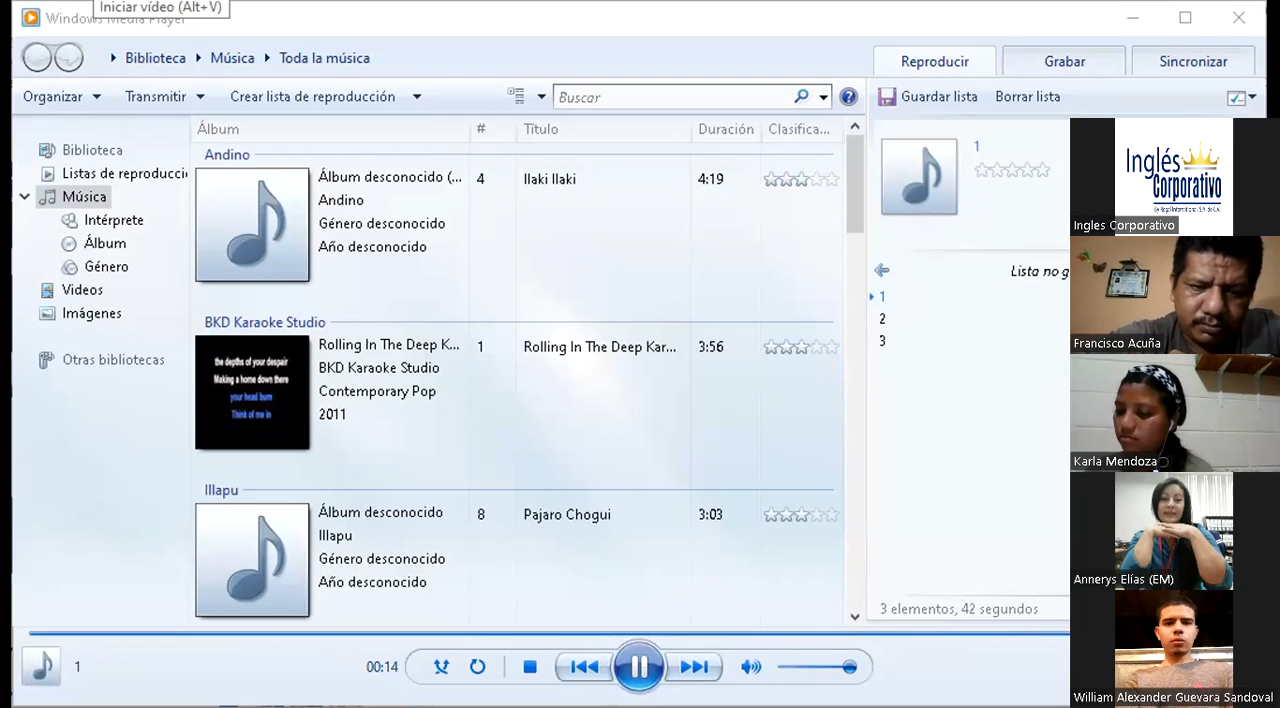 Iniciar vídeo (Alt+V)
Windows Media Player
Biblioteca
Música
Toda la música
Reproducir
Grabar
Sincronizar
Organizar
Transmitir
Crear lista de reproducción
Buscar
Guardar lista
Borrar lista
Álbum
#
Título
Duración
Clasifica...
Biblioteca
Listas de reproducci
Música
Intérprete
Álbum
Género
Videos
Imágenes
Otras bibliotecas
Andino
Álbum desconocido (...
Andino
Género desconocido
Año desconocido
4
Ilaki Ilaki
4:19
BKD Karaoke Studio
the depths of your despair
Making a home down there
your head burn
Think of me in
Rolling In The Deep K...
BKD Karaoke Studio
Contemporary Pop
2011
1
Rolling In The Deep Kar...
3:56
Illapu
Álbum desconocido
Illapu
Género desconocido
Año desconocido
8
Pajaro Chogui
3:03
1
Lista no g
1
2
3
3 elementos, 42 segundos
1
00:14
Inglés
Corporativo
Ingles Corporativo
Francisco Acuña
Karla Mendoza
Annerys Elías (EM)
William Alexander Guevara Sandoval